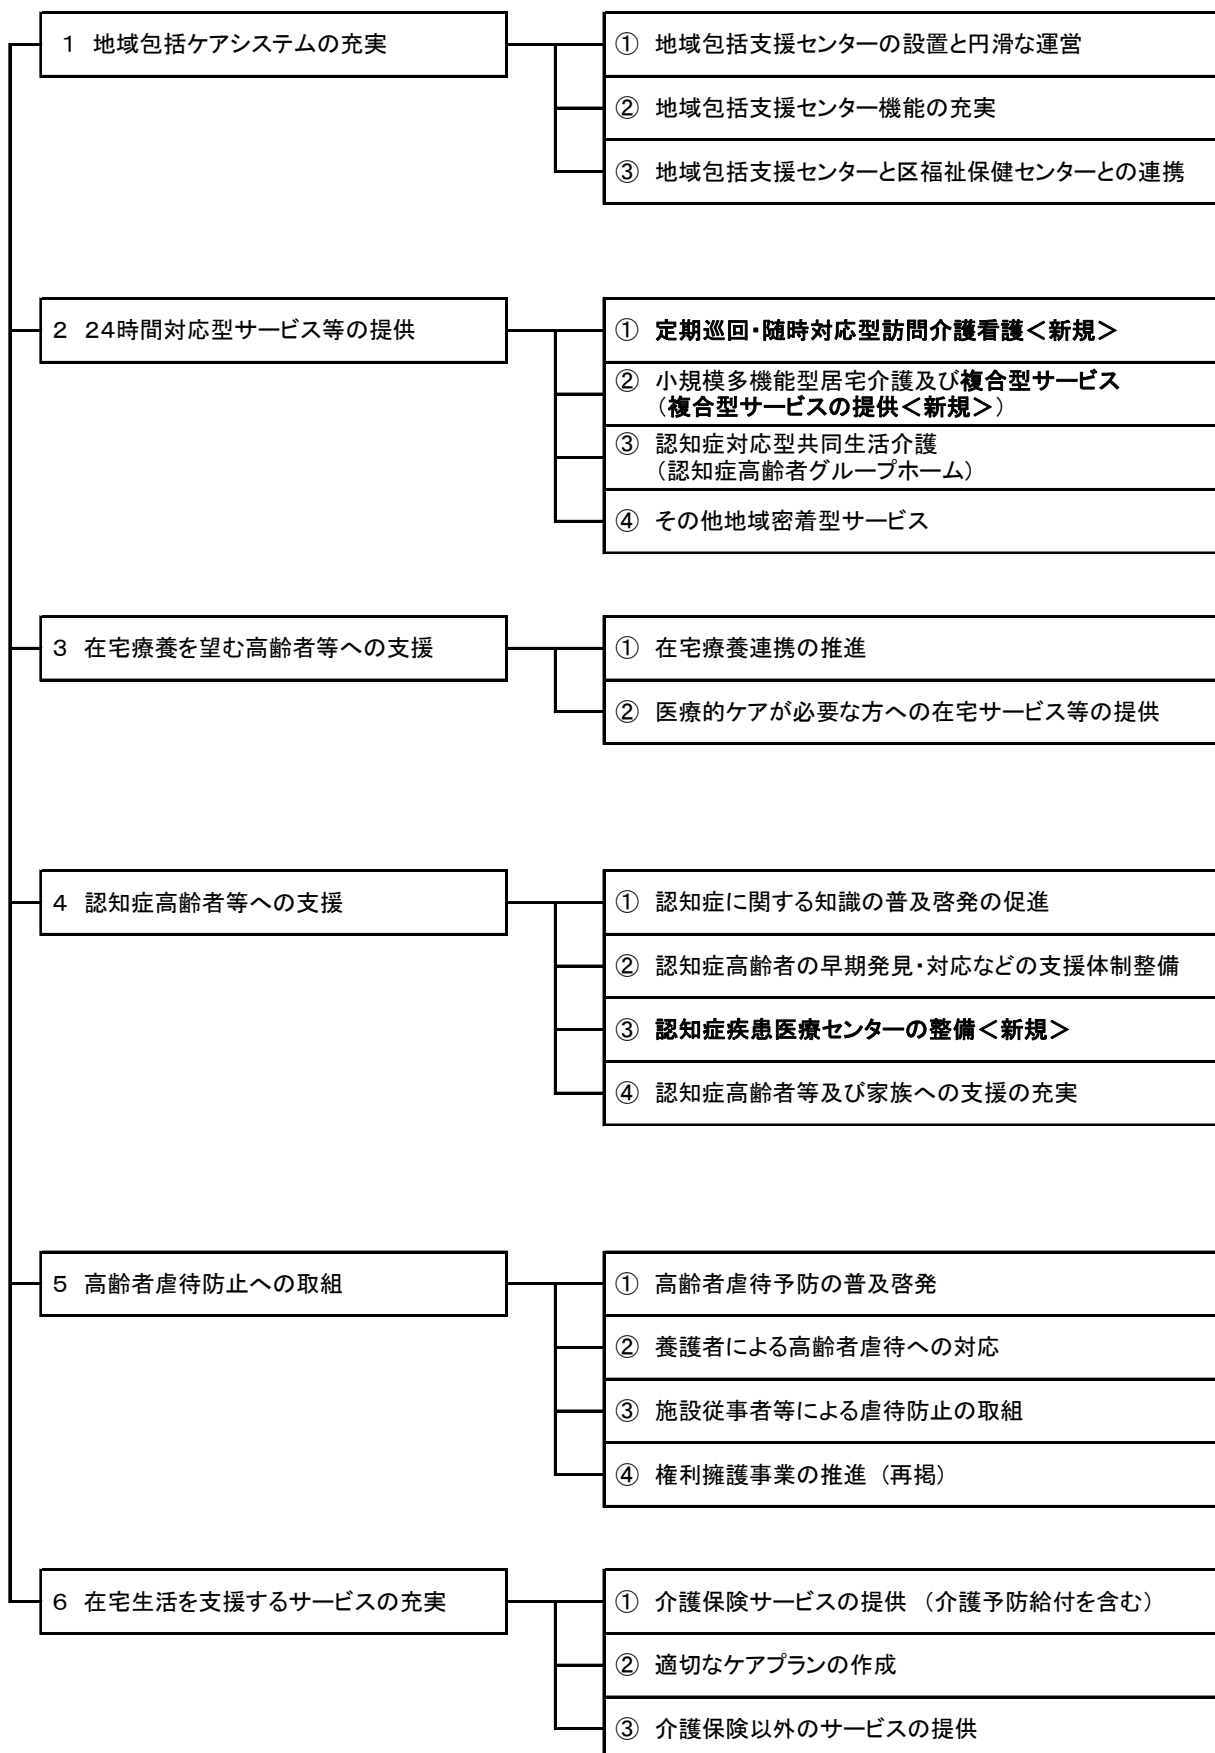 １　地域包括ケアシステムの充実
①　地域包括支援センターの設置と円滑な運営
②　地域包括支援センター機能の充実
③　地域包括支援センターと区福祉保健センターとの連携
２　２４時間対応型サービス等の提供
①　定期巡回・随時対応型訪問介護看護＜新規＞
②　小規模多機能型居宅介護及び複合型サービス
（複合型サービスの提供＜新規＞）
③　認知症対応型共同生活介護
（認知症高齢者グループホーム）
④　その他地域密着型サービス
３　在宅療養を望む高齢者等への支援
①　在宅療養連携の推進
②　医療的ケアが必要な方への在宅サービス等の提供
４　認知症高齢者等への支援
①　認知症に関する知識の普及啓発の促進
②　認知症高齢者の早期発見・対応などの支援体制整備
③　認知症疾患医療センターの整備＜新規＞
④　認知症高齢者等及び家族への支援の充実
５　高齢者虐待防止への取組
①　高齢者虐待予防の普及啓発
②　養護者による高齢者虐待への対応
③　施設従事者等による虐待防止の取組
④　権利擁護事業の推進（再掲）
６　在宅生活を支援するサービスの充実
①　介護保険サービスの提供（介護予防給付を含む）
②　適切なケアプランの作成
③　介護保険以外のサービスの提供